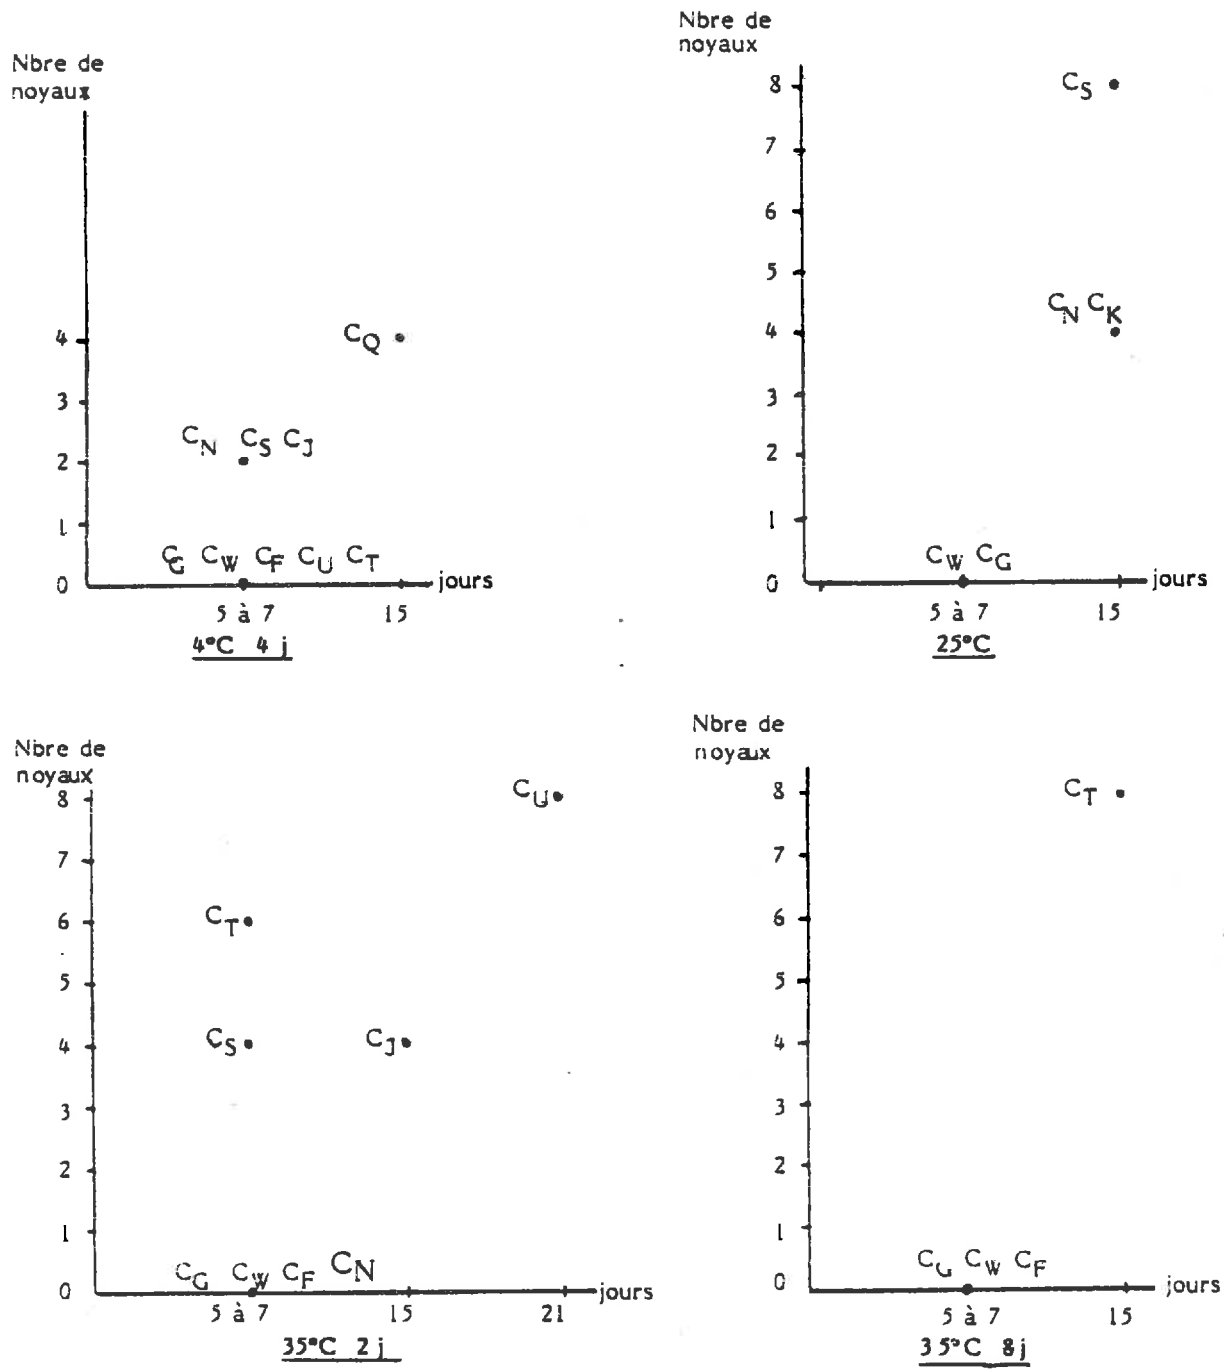 Nbre de
noyaux
4
C_Q
3
C_N C_S C_J
2
1
C_G C_W C_F C_U C_T
0
jours
5 à 7 15
4°C 4 j
Nbre de
noyaux
8
C_S
7
6
5
C_N C_K
4
3
2
1
C_W C_G
0
jours
5 à 7 15
25°C
Nbre de
noyaux
8
C_U
7
C_T
6
5
C_S C_J
4
3
2
1
C_G C_W C_F C_N
0
jours
5 à 7 15 21
35°C 2 j
Nbre de
noyaux
8
C_T
7
6
5
4
3
2
1
C_G C_W C_F
0
jours
5 à 7 15
35°C 8j